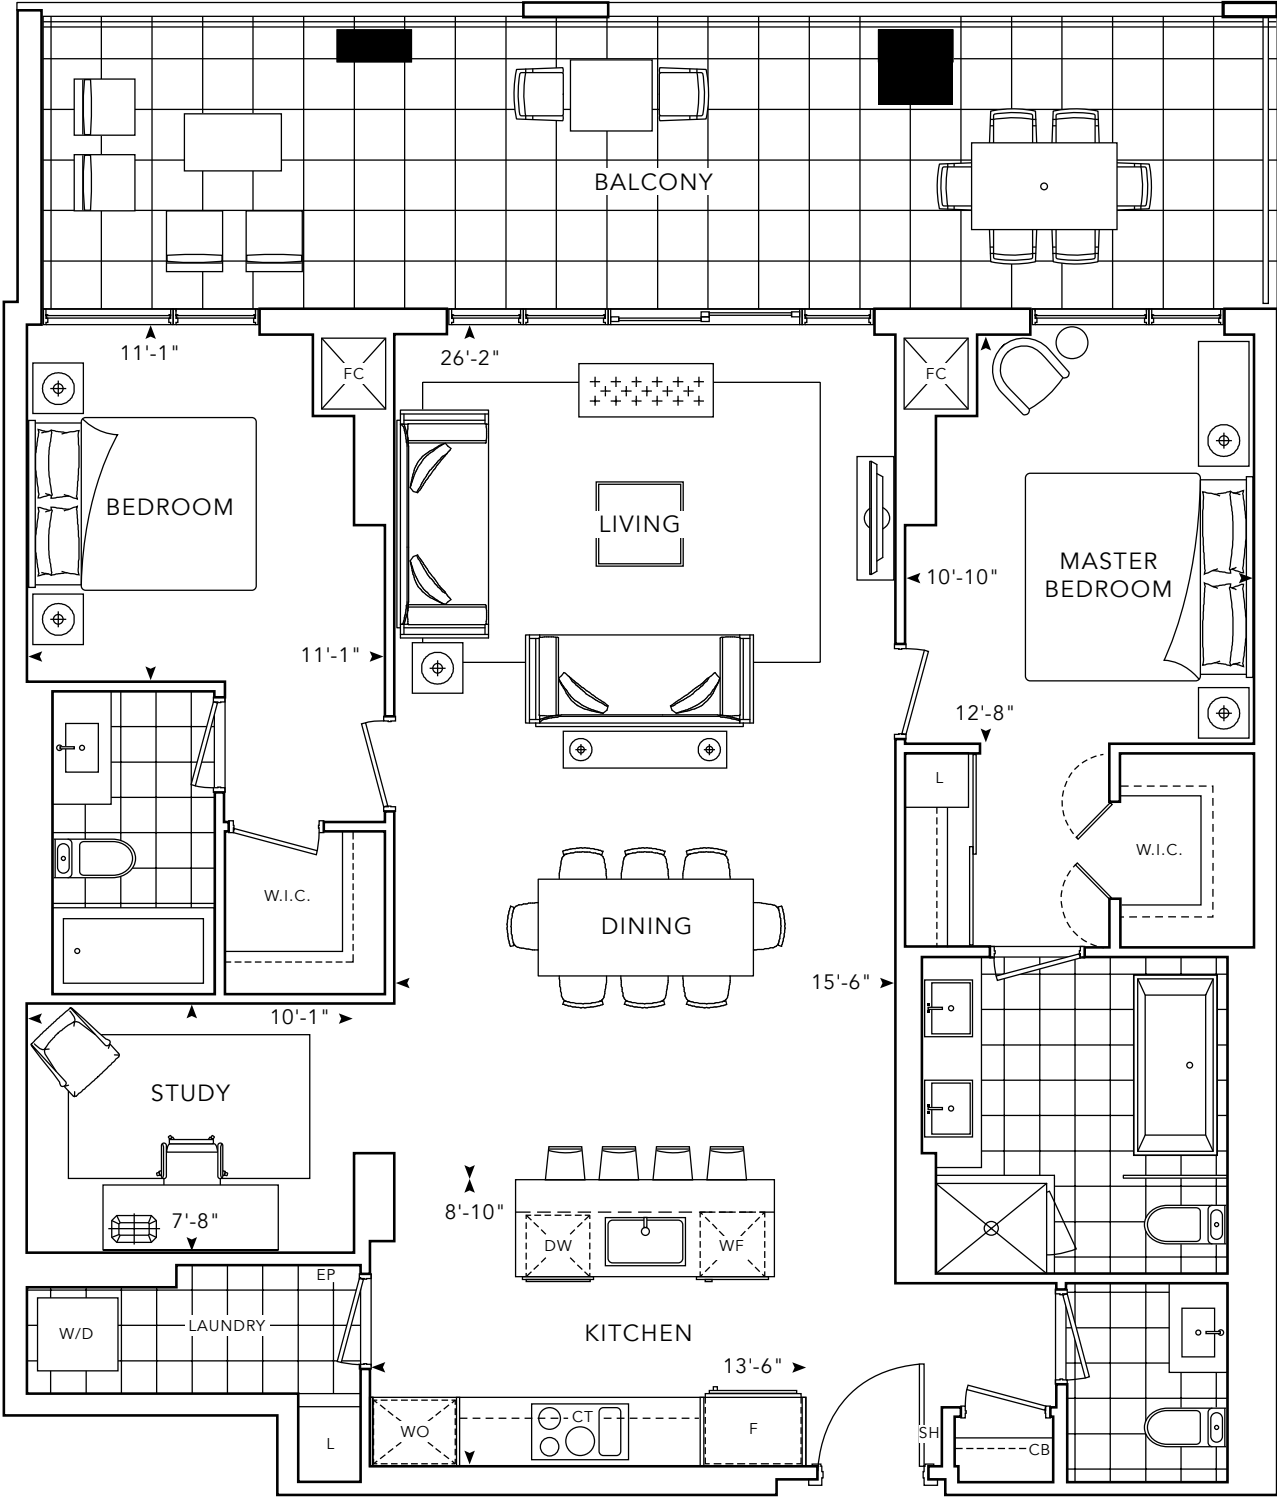 BALCONY
11'-1"
FC
26'-2"
FC
BEDROOM
LIVING
MASTER
BEDROOM
10'-10"
11'-1"
12'-8"
L
W.I.C.
W.I.C.
DINING
15'-6"
10'-1"
STUDY
7'-8"
8'-10"
DW
WF
EP
W/D
LAUNDRY
KITCHEN
13'-6"
WO
CT
F
SH
CB
L